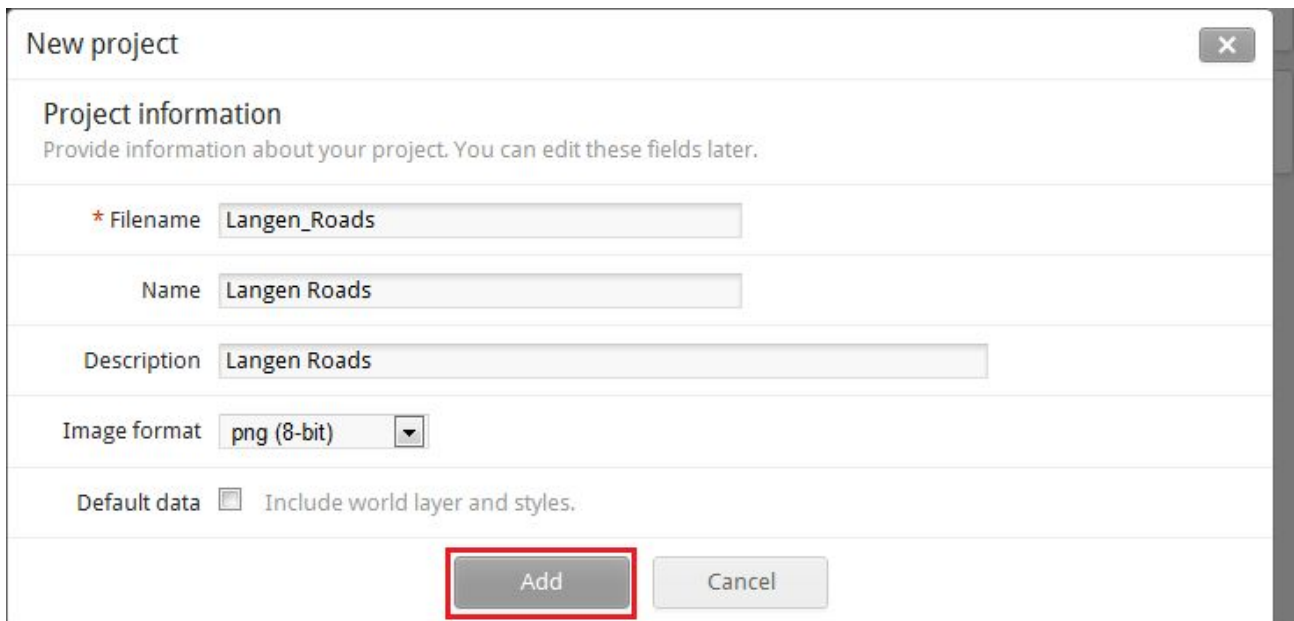 New project
Project information
Provide information about your project. You can edit these fields later.
* Filename Langen_Roads
Name Langen Roads
Description Langen Roads
Image format png (8-bit)
Default data Include world layer and styles.
Add Cancel